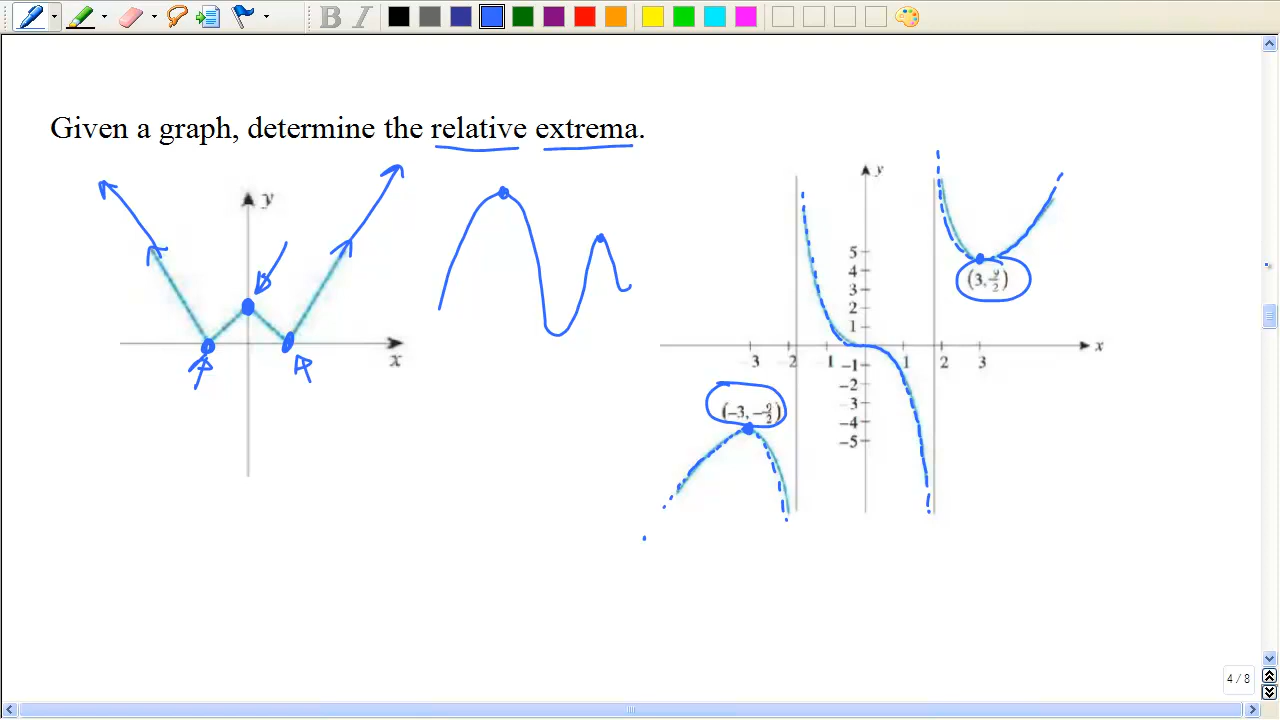 B I
Given a graph, determine the relative extrema.
y
x
y
x
5
4
3
2
1
-1
-2
-3
-4
-5
3 2 1 1 2 3
(3, 9/2)
(-3, -9/2)
4 / 8